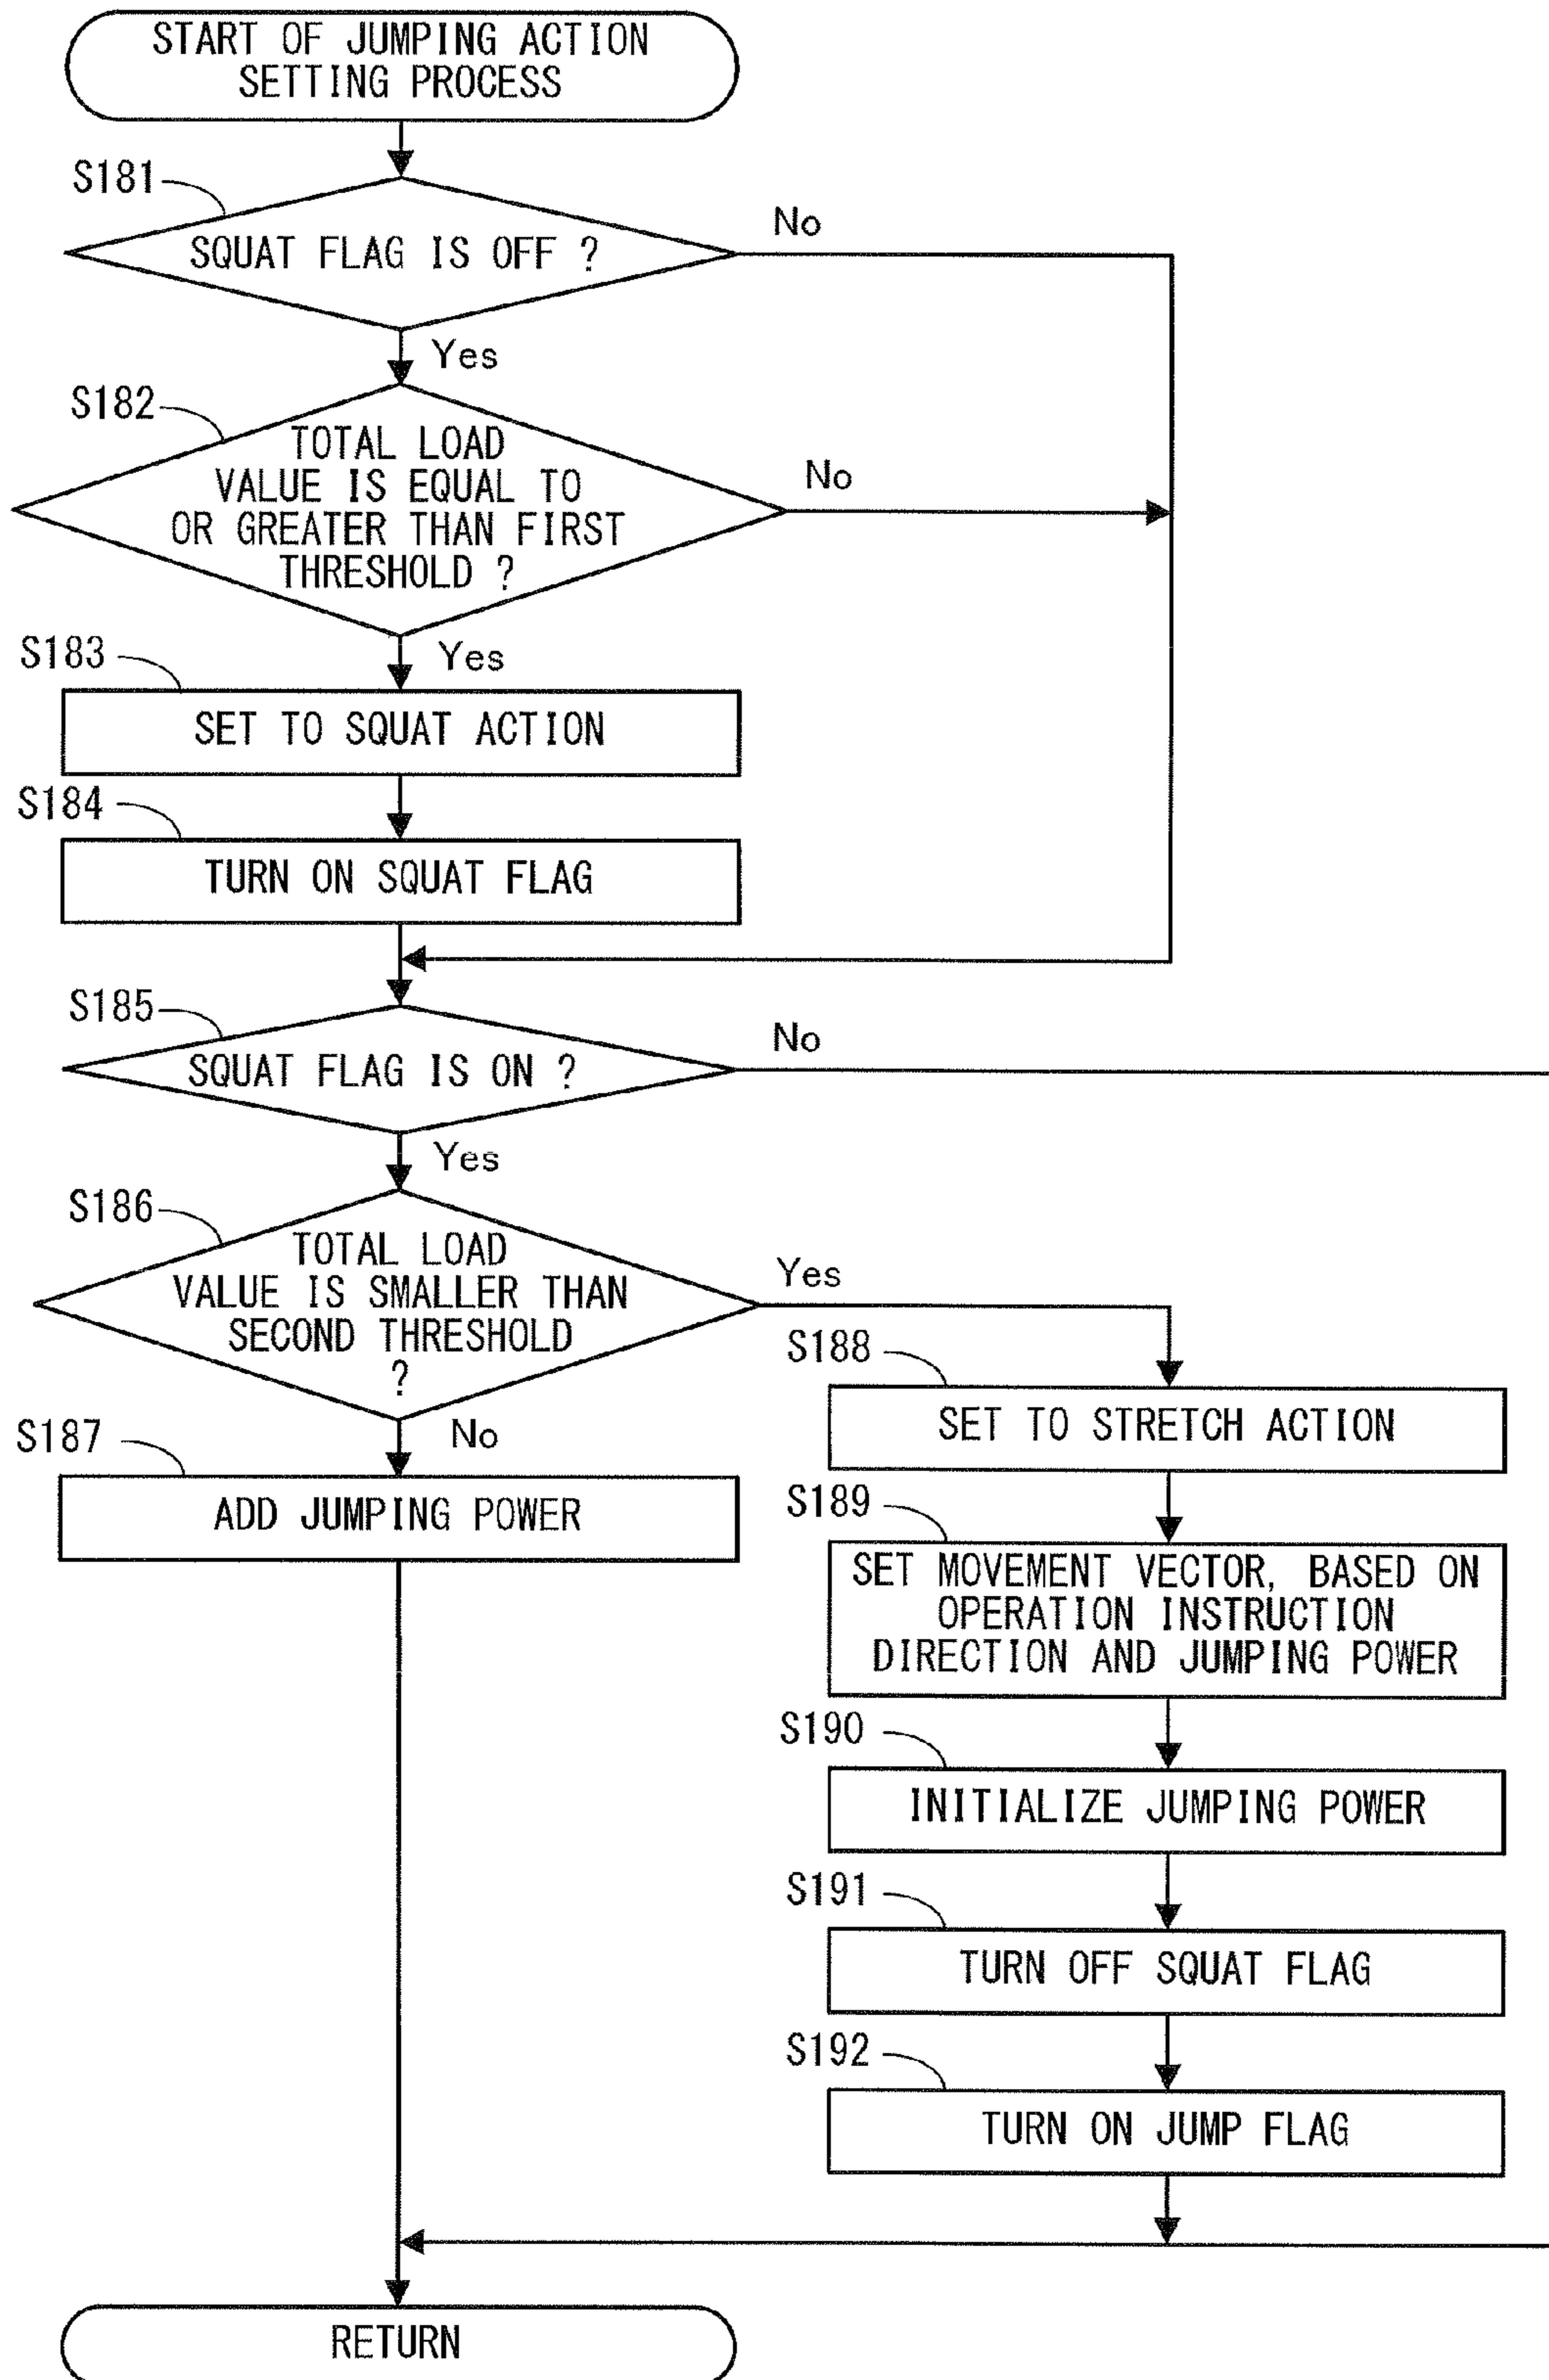 START OF JUMPING ACTION
SETTING PROCESS
S181
SQUAT FLAG IS OFF ?
No
Yes
S182
TOTAL LOAD
VALUE IS EQUAL TO
OR GREATER THAN FIRST
THRESHOLD ?
No
Yes
S183
SET TO SQUAT ACTION
S184
TURN ON SQUAT FLAG
S185
SQUAT FLAG IS ON ?
No
Yes
S186
TOTAL LOAD
VALUE IS SMALLER THAN
SECOND THRESHOLD
?
Yes
No
S187
ADD JUMPING POWER
S188
SET TO STRETCH ACTION
S189
SET MOVEMENT VECTOR, BASED ON
OPERATION INSTRUCTION
DIRECTION AND JUMPING POWER
S190
INITIALIZE JUMPING POWER
S191
TURN OFF SQUAT FLAG
S192
TURN ON JUMP FLAG
RETURN